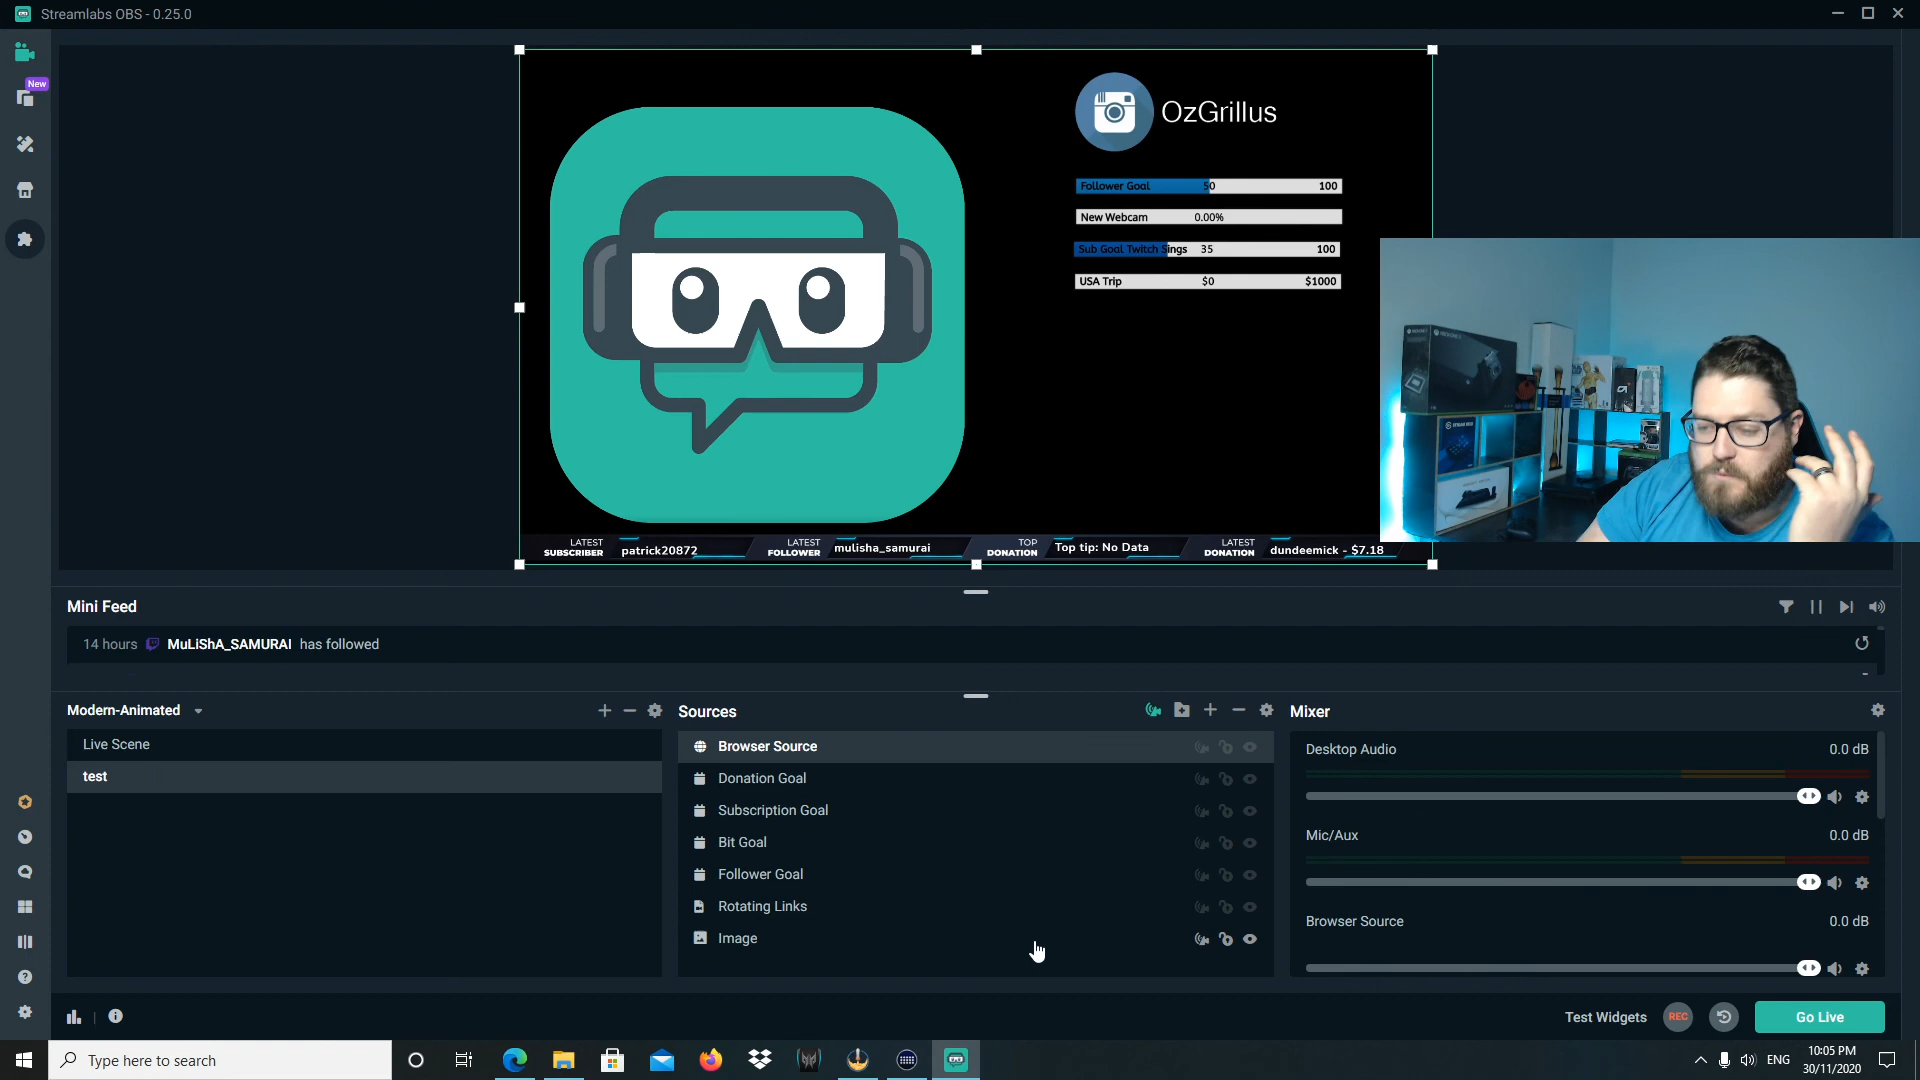 Streamlabs OBS - 0.25.0
New
OzGrillus
Follower Goal 50 100
New Webcam 0.00%
Sub Goal Twitch Sings 35 100
USA Trip $0 $1000
LATEST SUBSCRIBER patrick20872
LATEST FOLLOWER mulisha_samurai
TOP DONATION Top tip: No Data
LATEST DONATION dundeemick - $7.18
Mini Feed
14 hours MuLiShA_SAMURAI has followed
Modern-Animated
Live Scene
test
Sources
Browser Source
Donation Goal
Subscription Goal
Bit Goal
Follower Goal
Rotating Links
Image
Mixer
Desktop Audio 0.0 dB
Mic/Aux 0.0 dB
Browser Source 0.0 dB
Test Widgets REC Go Live
Type here to search
ENG
10:05 PM
30/11/2020